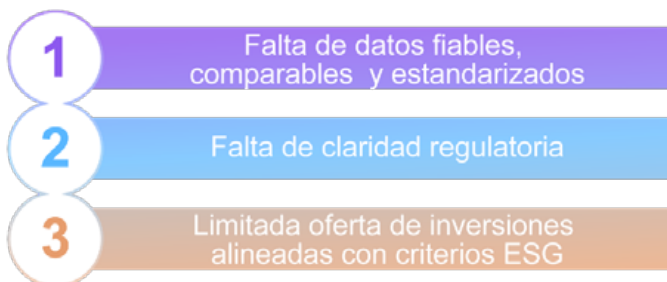 1
Falta de datos fiables,
comparables y estandarizados
2
Falta de claridad regulatoria
3
Limitada oferta de inversiones
alineadas con criterios ESG